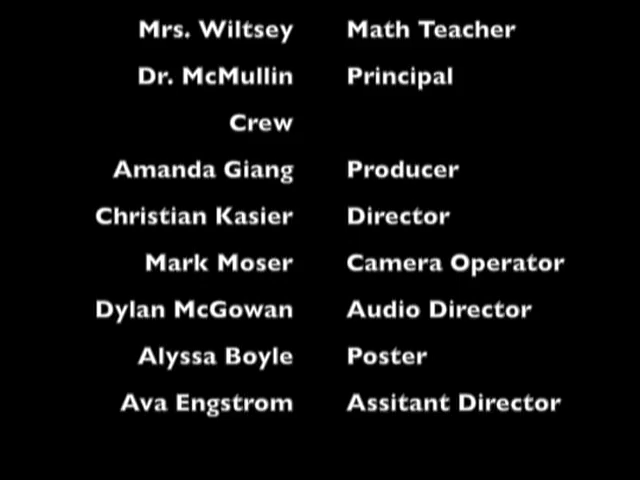 Mrs. Wiltsey Math Teacher
Dr. McMullin Principal
Crew
Amanda Giang Producer
Christian Kasier Director
Mark Moser Camera Operator
Dylan McGowan Audio Director
Alyssa Boyle Poster
Ava Engstrom Assitant Director